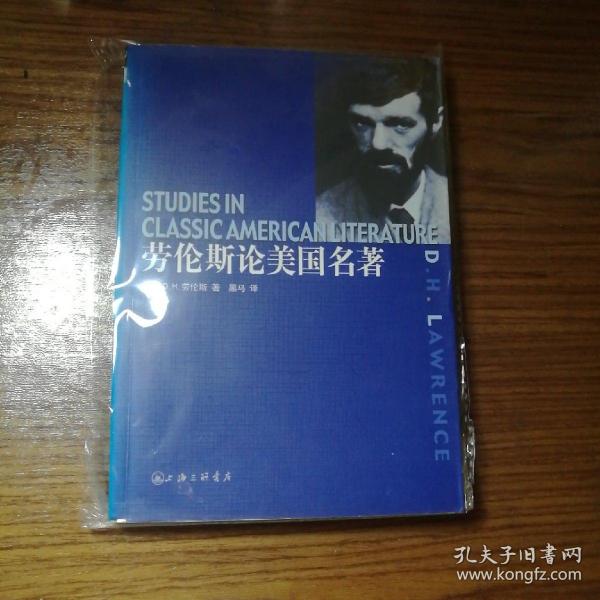 STUDIES IN
CLASSIC AMERICAN LITERATURE
劳伦斯论美国名著
D.H.劳伦斯 著 黑马 译
D.H. LAWRENCE
上海三联书店
孔夫子旧书网
www.kongfz.com